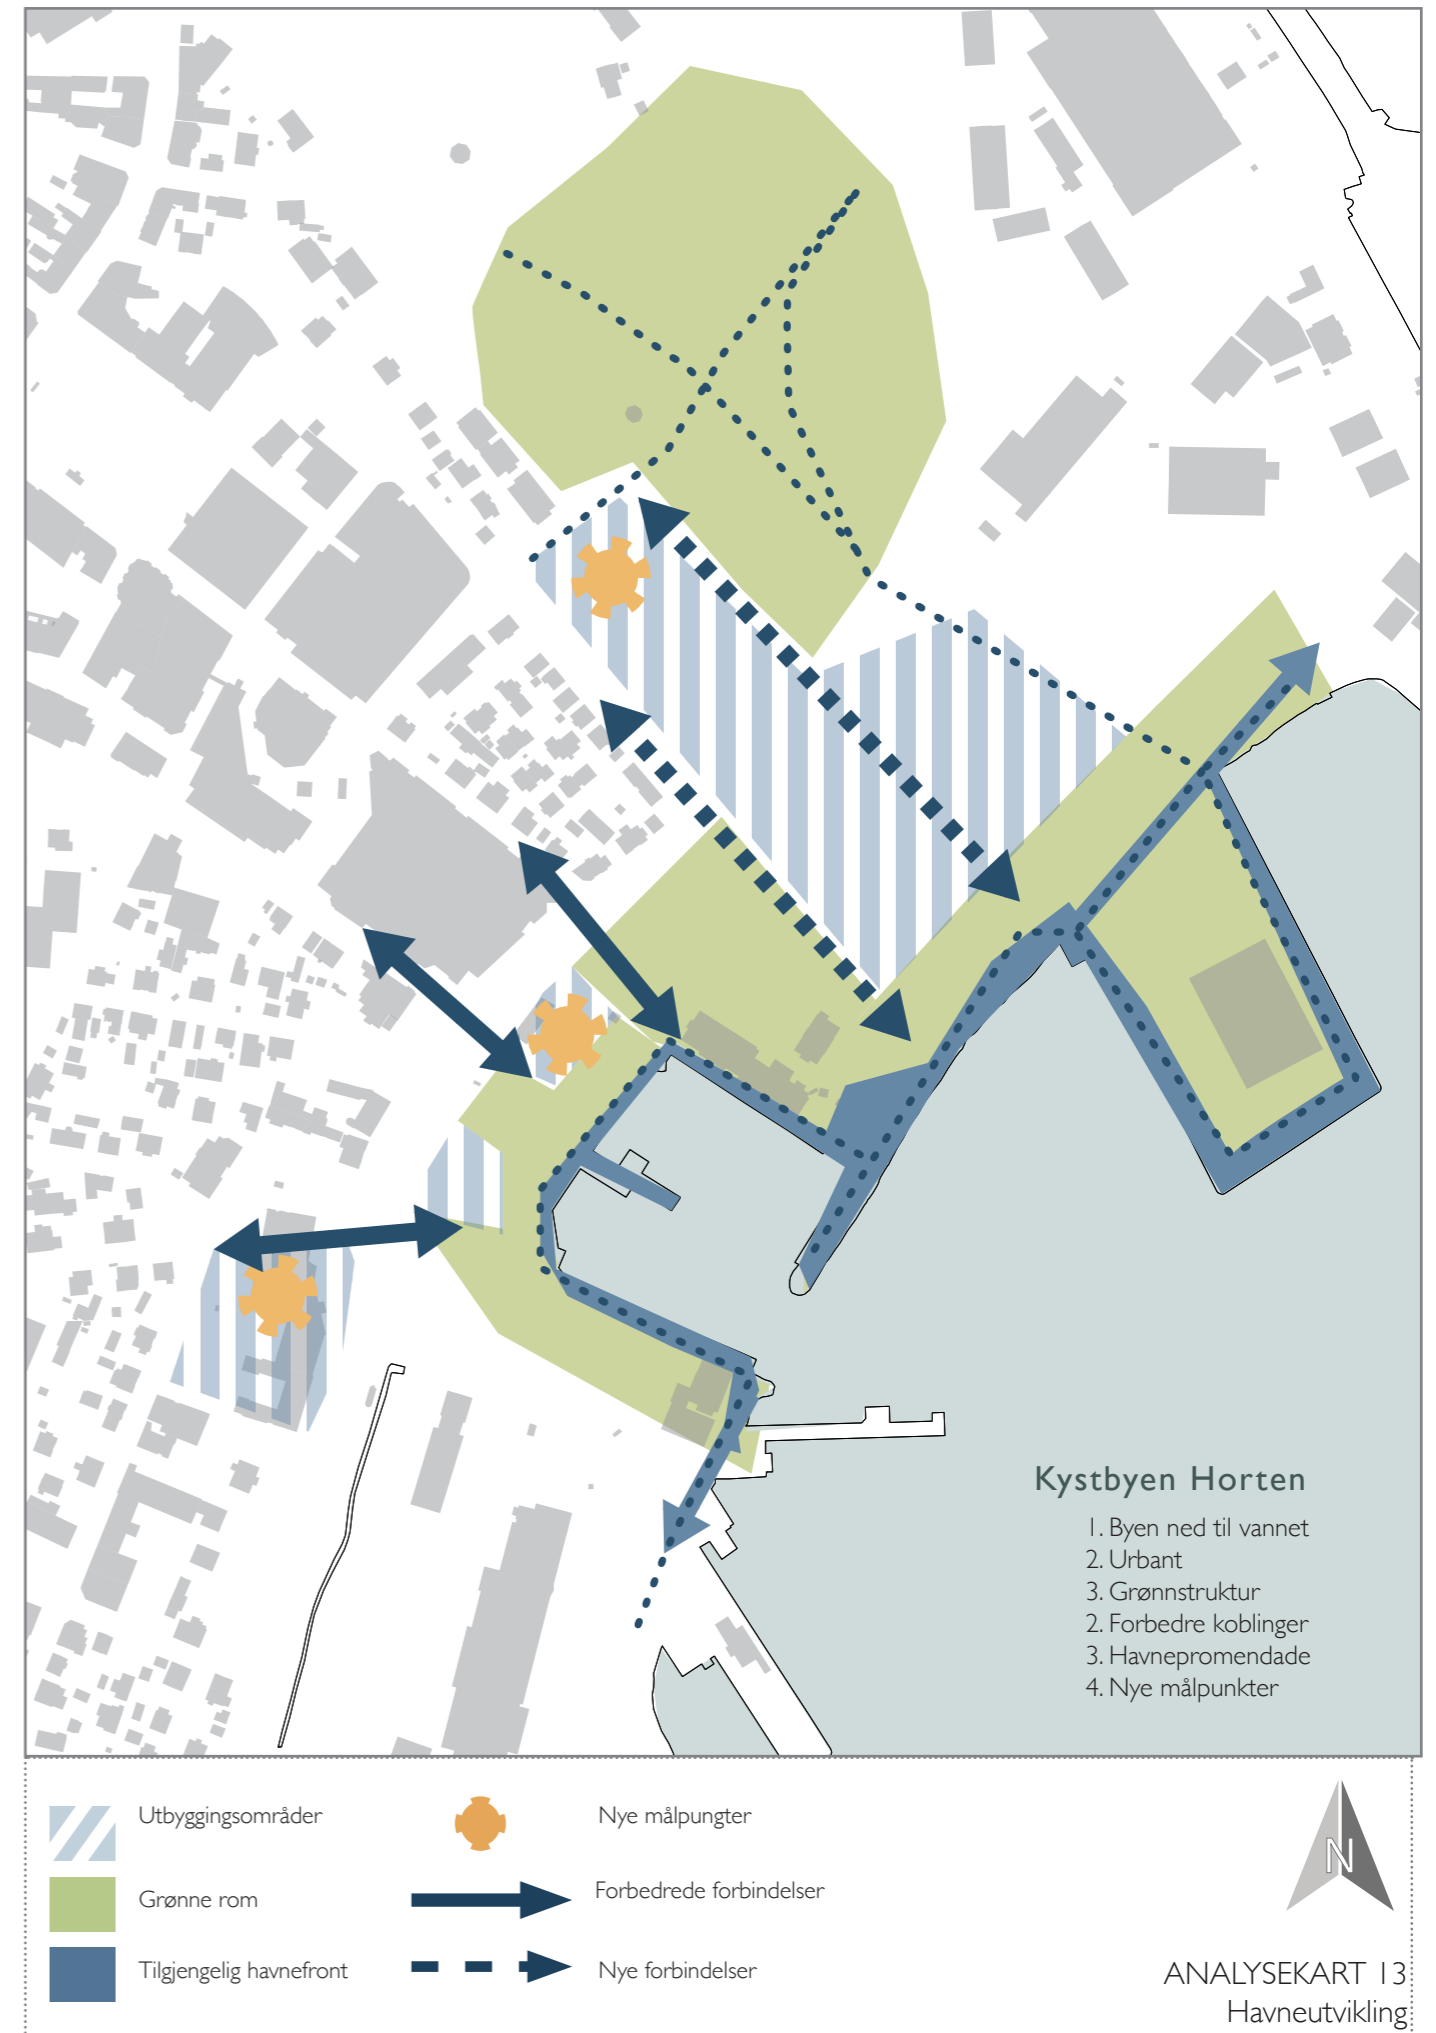 Kystbyen Horten
1. Byen ned til vannet
2. Urbant
3. Grønnstruktur
2. Forbedre koblinger
3. Havnepromendade
4. Nye målpunkter
Utbyggingsområder
Nye målpungter
Grønne rom
Forbedrede forbindelser
Tilgjengelig havnefront
Nye forbindelser
N
ANALYSEKART 13
Havneutvikling